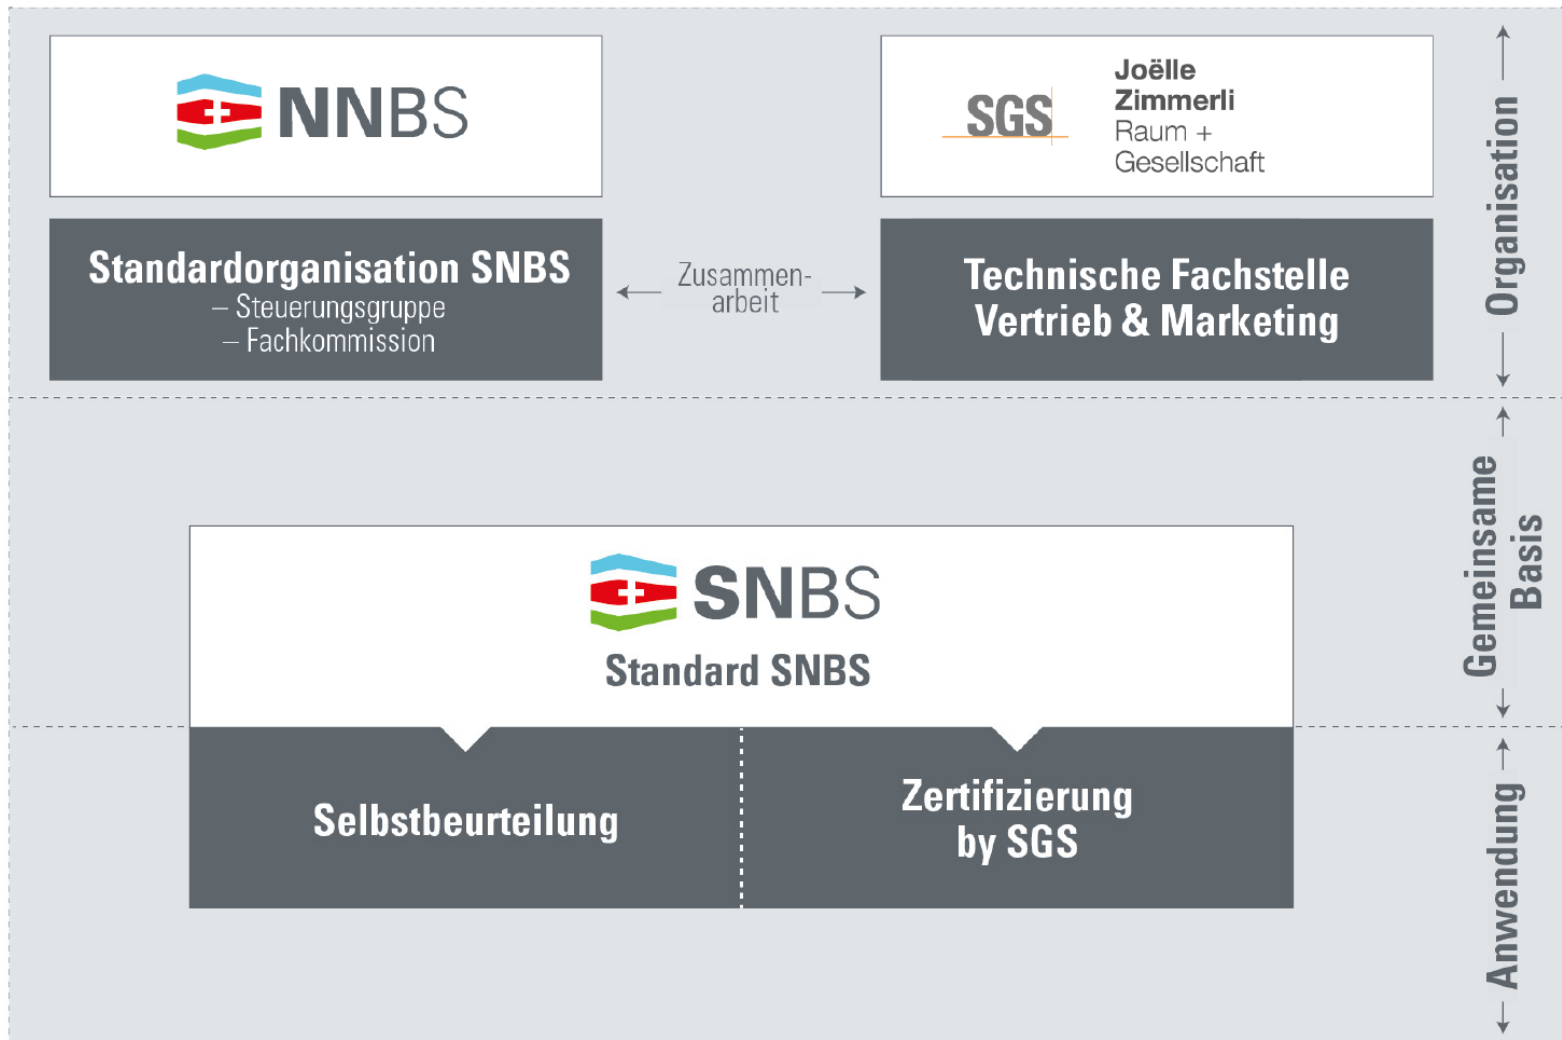 NNBS
SGS
Joëlle
Zimmerli
Raum +
Gesellschaft
Standardorganisation SNBS
– Steuerungsgruppe
– Fachkommission
Zusammen-
arbeit
Technische Fachstelle
Vertrieb & Marketing
Organisation
SNBS
Standard SNBS
Gemeinsame
Basis
Selbstbeurteilung
Zertifizierung
by SGS
Anwendung